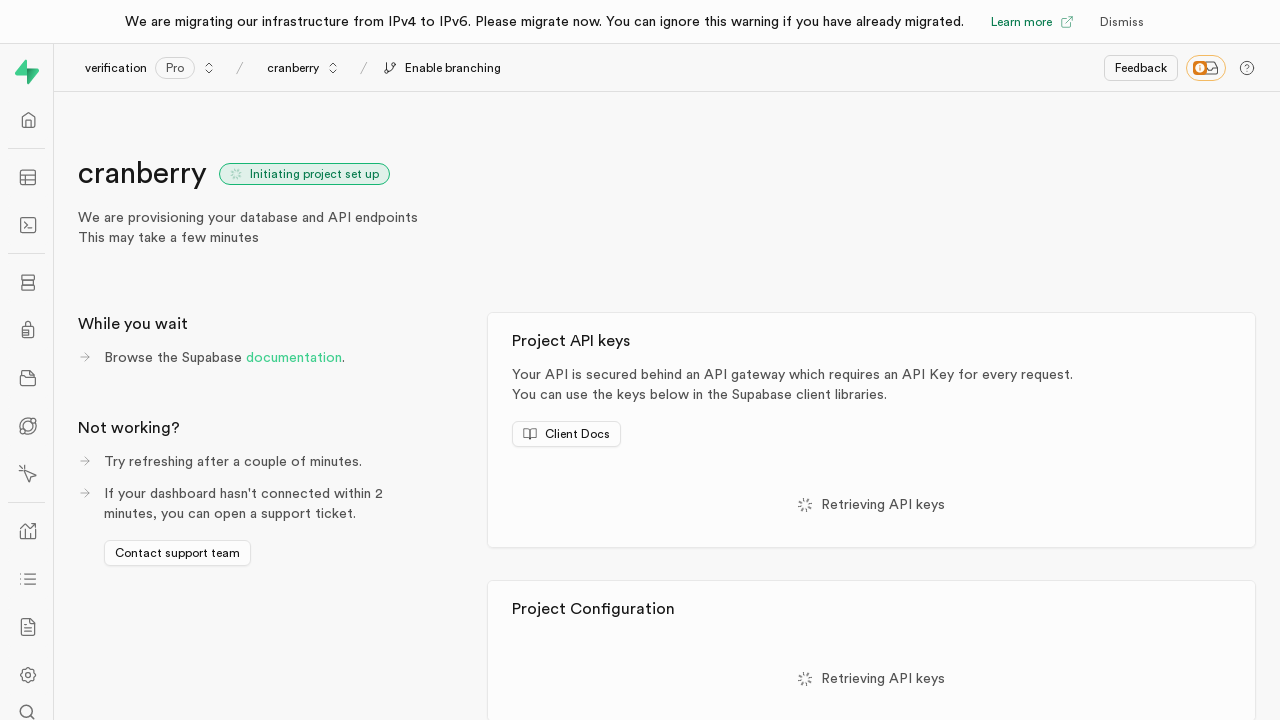 We are migrating our infrastructure from IPv4 to IPv6. Please migrate now. You can ignore this warning if you have already migrated. Learn more Dismiss
verification Pro / cranberry / Enable branching Feedback
cranberry Initiating project set up
We are provisioning your database and API endpoints
This may take a few minutes
While you wait
Browse the Supabase documentation.
Not working?
Try refreshing after a couple of minutes.
If your dashboard hasn't connected within 2
minutes, you can open a support ticket.
Contact support team
Project API keys
Your API is secured behind an API gateway which requires an API Key for every request.
You can use the keys below in the Supabase client libraries.
Client Docs
Retrieving API keys
Project Configuration
Retrieving API keys